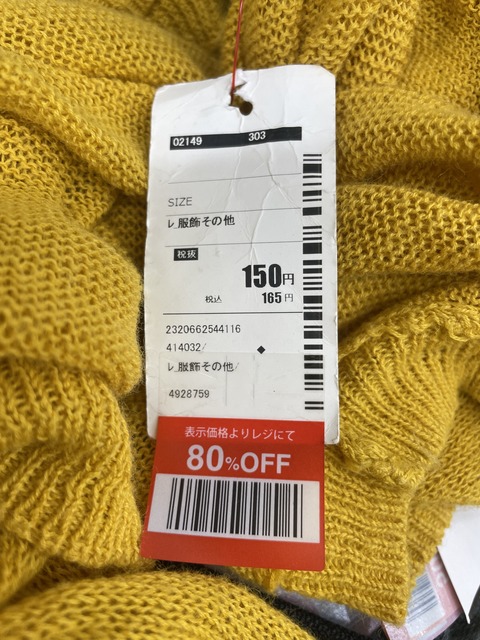 02149 303
SIZE
レ_服飾その他
税抜
150円
税込 165円
2320662544116
414032/ ◆
レ_服飾その他/
4928759
表示価格よりレジにて
80%OFF